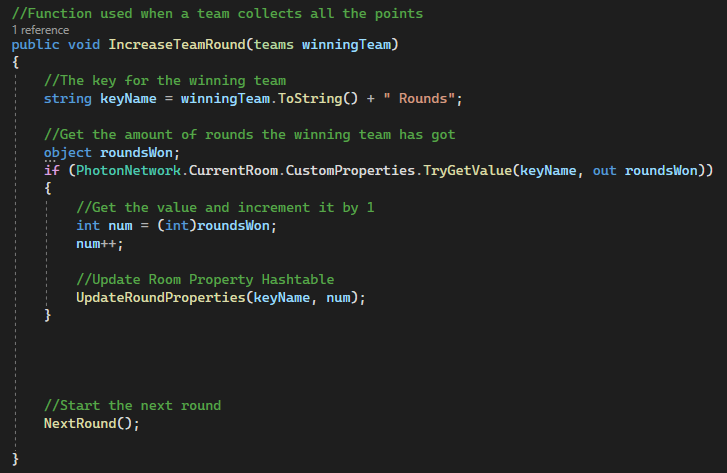 //Function used when a team collects all the points
1 reference
public void IncreaseTeamRound(teams winningTeam)
{
//The key for the winning team
string keyName = winningTeam.ToString() + " Rounds";
//Get the amount of rounds the winning team has got
object roundsWon;
if (PhotonNetwork.CurrentRoom.CustomProperties.TryGetValue(keyName, out roundsWon))
{
//Get the value and increment it by 1
int num = (int)roundsWon;
num++;
//Update Room Property Hashtable
UpdateRoundProperties(keyName, num);
}
//Start the next round
NextRound();
}